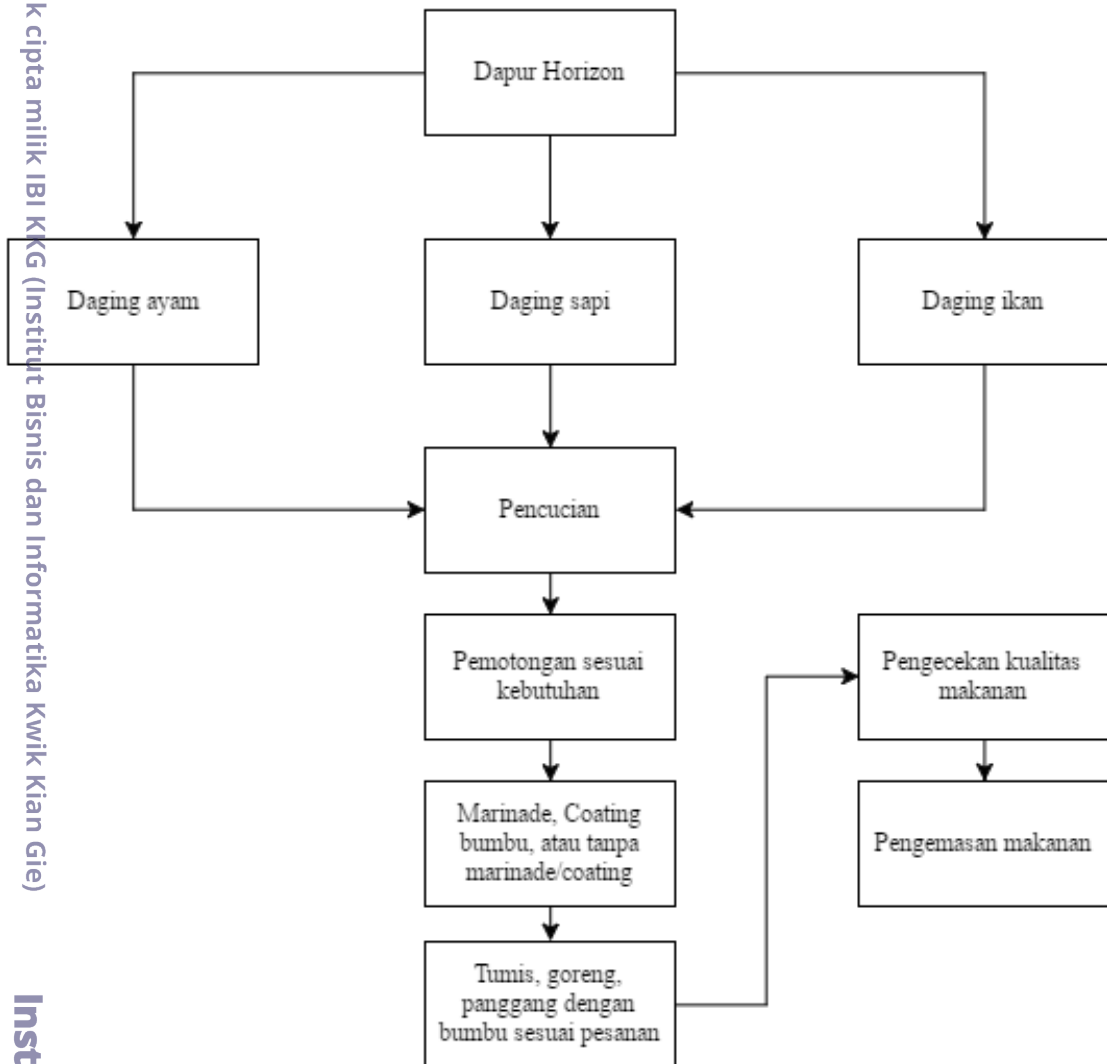 k cipta milik IBI KKG (Institut Bisnis dan Informatika Kwik Kian Gie)
Inst
Dapur Horizon
Daging ayam
Daging sapi
Daging ikan
Pencucian
Pemotongan sesuai
kebutuhan
Marinade, Coating
bumbu, atau tanpa
marinade/coating
Tumis, goreng,
panggang dengan
bumbu sesuai pesanan
Pengecekan kualitas
makanan
Pengemasan makanan